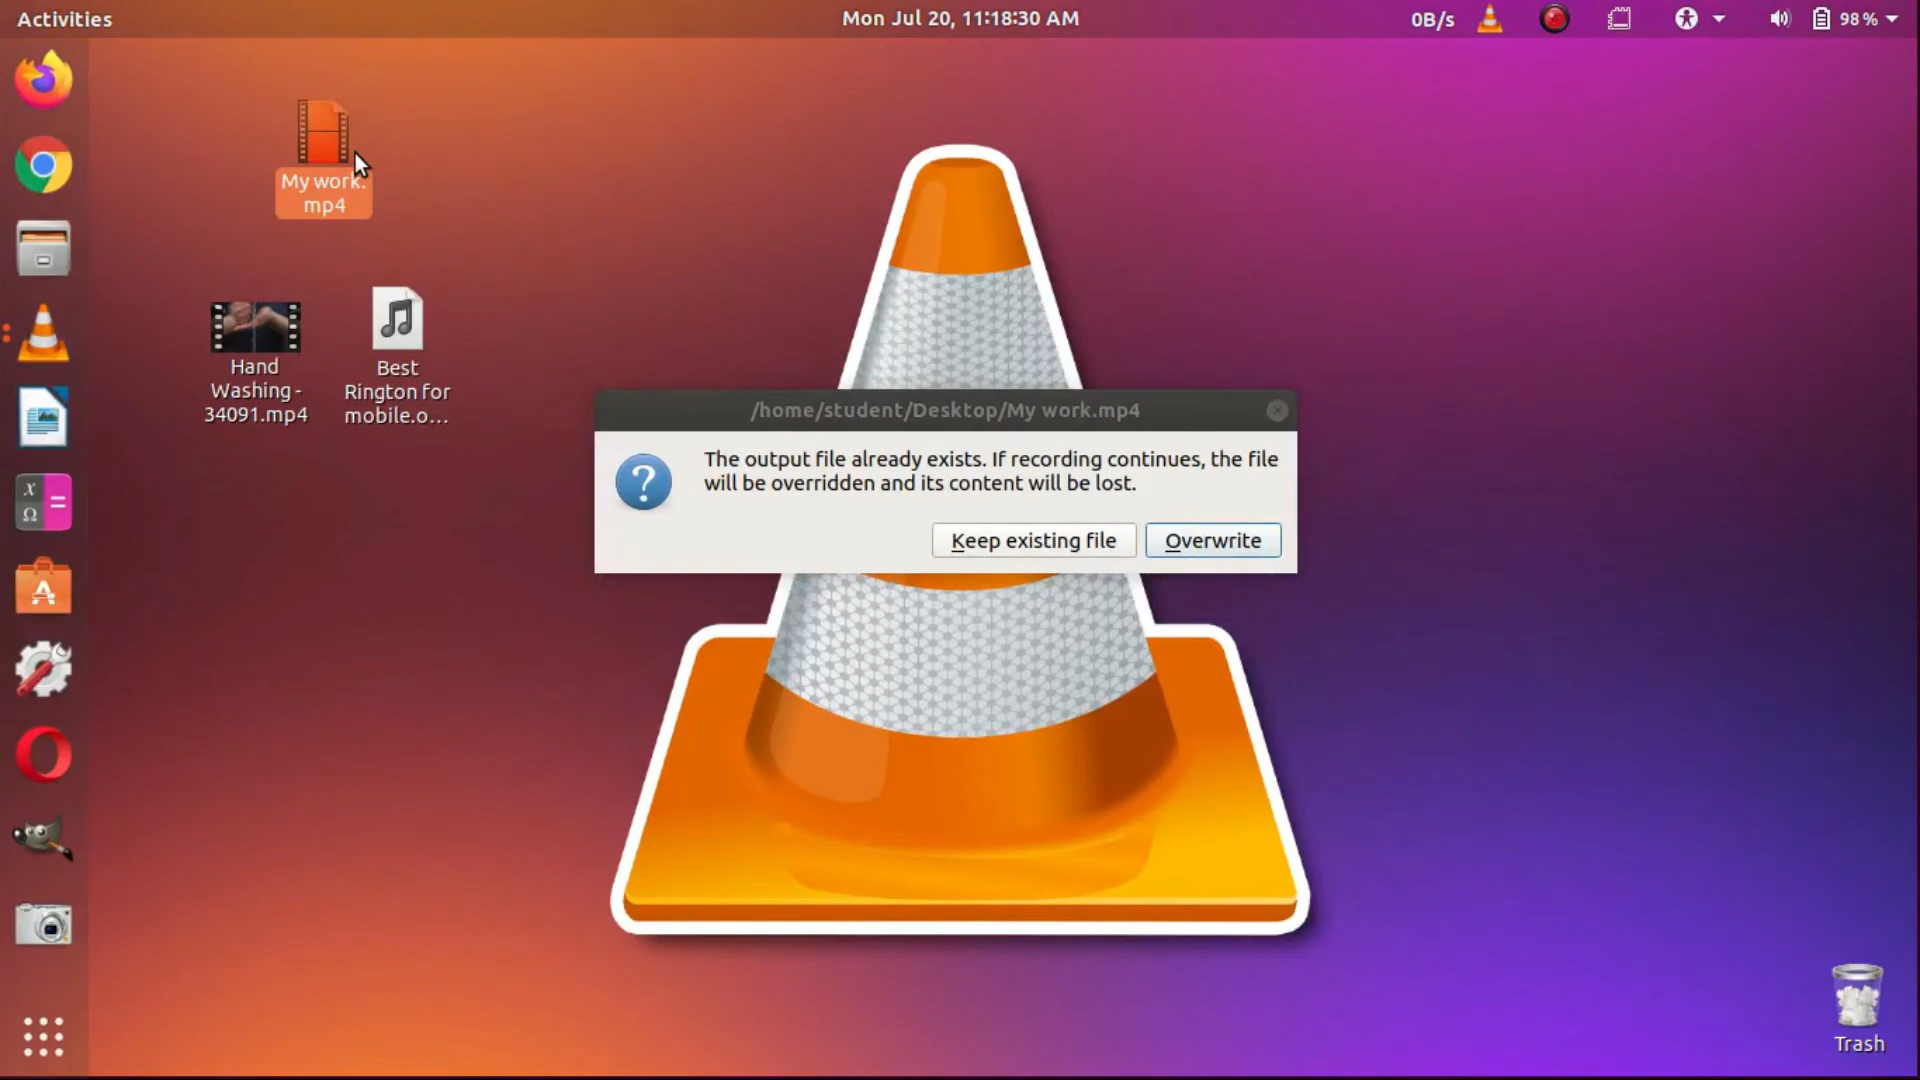 Activities
Mon Jul 20, 11:18:30 AM
0B/s
98 %
My work.
mp4
Hand
Washing -
34091.mp4
Best
Rington for
mobile.o...
/home/student/Desktop/My work.mp4
The output file already exists. If recording continues, the file
will be overridden and its content will be lost.
Keep existing file
Overwrite
Trash